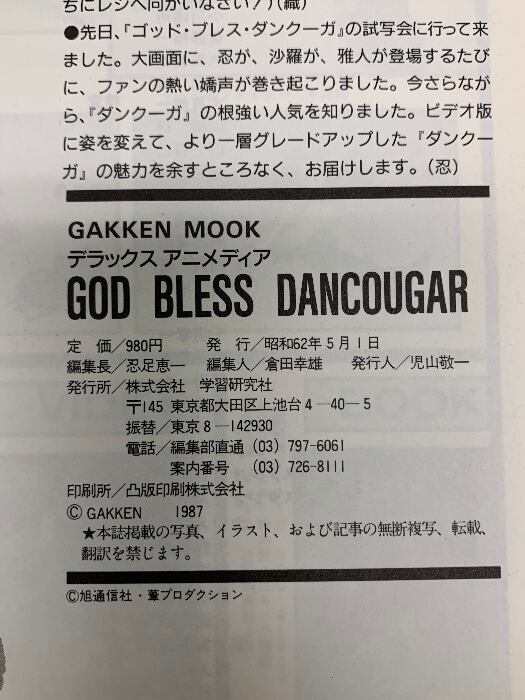 ちにレジへ向かいなさい！）（織）
●先日、『ゴッド・ブレス・ダンクーガ』の試写会に行って来
ました。大画面に、忍が、沙羅が、雅人が登場するたび
に、ファンの熱い嬌声が巻き起こりました。今さらなが
ら、『ダンクーガ』の根強い人気を知りました。ビデオ版
に姿を変えて、より一層グレードアップした『ダンクー
ガ』の魅力を余すところなく、お届けします。（忍）
GAKKEN MOOK
デラックス アニメディア
GOD BLESS DANCOUGAR
定　価／980円　　発　行／昭和62年5月1日
編集長／忍足恵一　編集人／倉田幸雄　発行人／児山敬一
発行所／株式会社　学習研究社
〒145 東京都大田区上池台4―40―5
振替／東京8―142930
電話／編集部直通（03）797-6061
案内番号　（03）726-8111
印刷所／凸版印刷株式会社
© GAKKEN　1987
★本誌掲載の写真、イラスト、および記事の無断複写、転載、
翻訳を禁じます。
©旭通信社・葦プロダクション